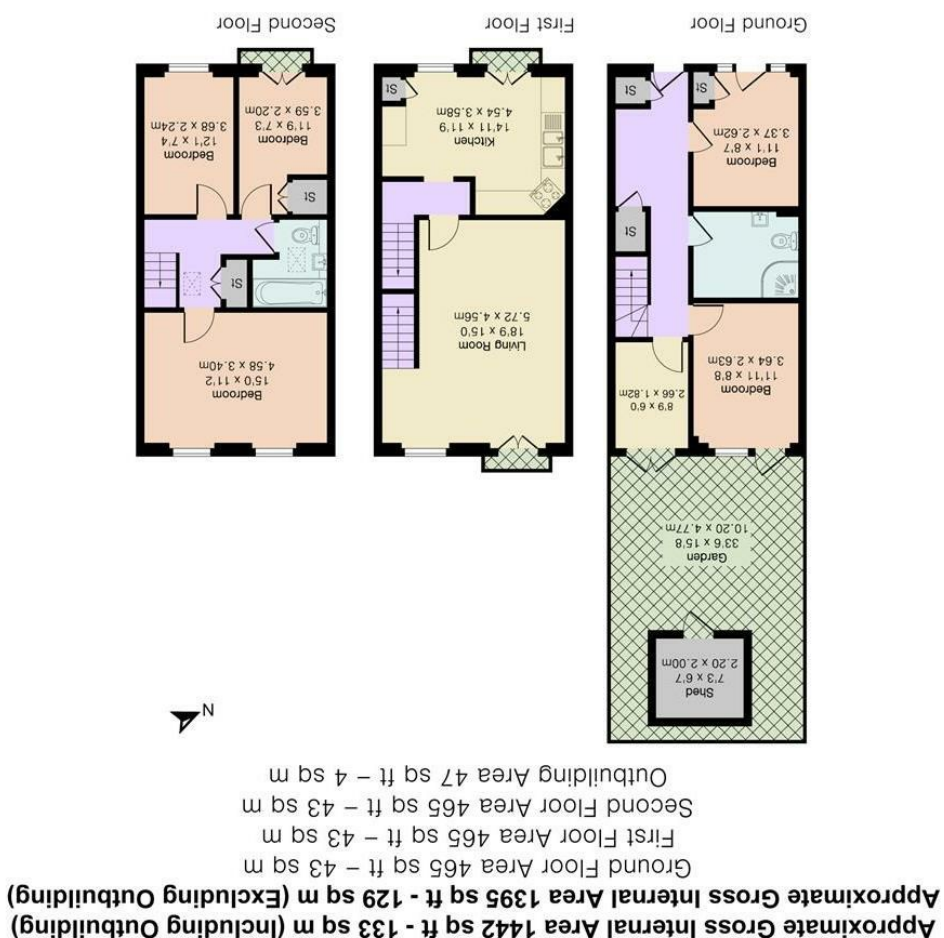 Approximate Gross Internal Area 1442 sq ft - 133 sq m (Including Outbuilding)
Approximate Gross Internal Area 1395 sq ft - 129 sq m (Excluding Outbuilding)
Ground Floor Area 465 sq ft – 43 sq m
First Floor Area 465 sq ft – 43 sq m
Second Floor Area 465 sq ft – 43 sq m
Outbuilding Area 47 sq ft – 4 sq m
N
Shed
7'3 x 6'7
2.20 x 2.00m
Garden
33'6 x 15'8
10.20 x 4.77m
Bedroom
11'11 x 8'8
3.64 x 2.63m
8'9 x 6'0
2.66 x 1.82m
St
Bedroom
11'1 x 8'7
3.37 x 2.62m
St
St
Ground Floor
Living Room
18'9 x 15'0
5.72 x 4.56m
Kitchen
14'11 x 11'9
4.54 x 3.58m
St
First Floor
Bedroom
15'0 x 11'2
4.58 x 3.40m
St
St
Bedroom
11'9 x 7'3
3.59 x 2.20m
Bedroom
12'1 x 7'4
3.68 x 2.24m
Second Floor